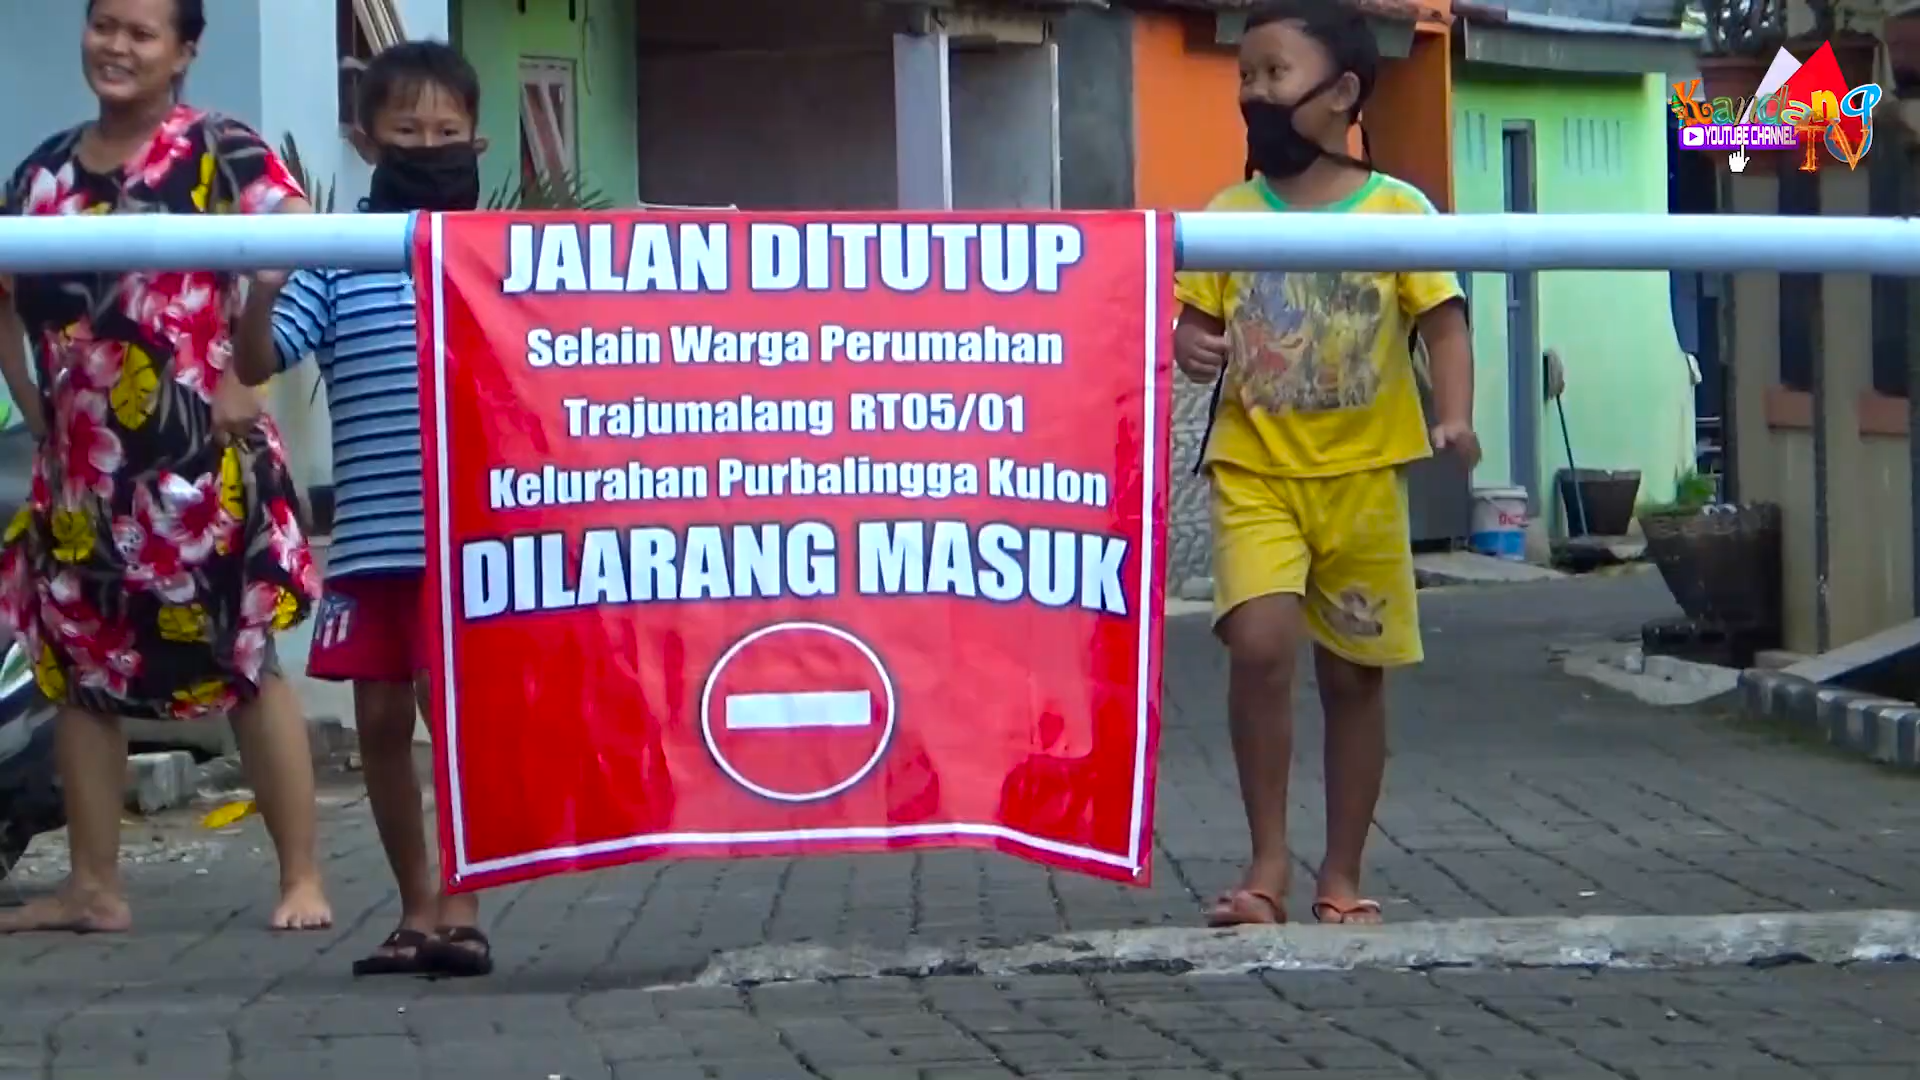 JALAN DITUTUP
Selain Warga Perumahan
Trajumalang RT05/01
Kelurahan Purbalingga Kulon
DILARANG MASUK
Kandang
YOUTUBE CHANNEL
TV